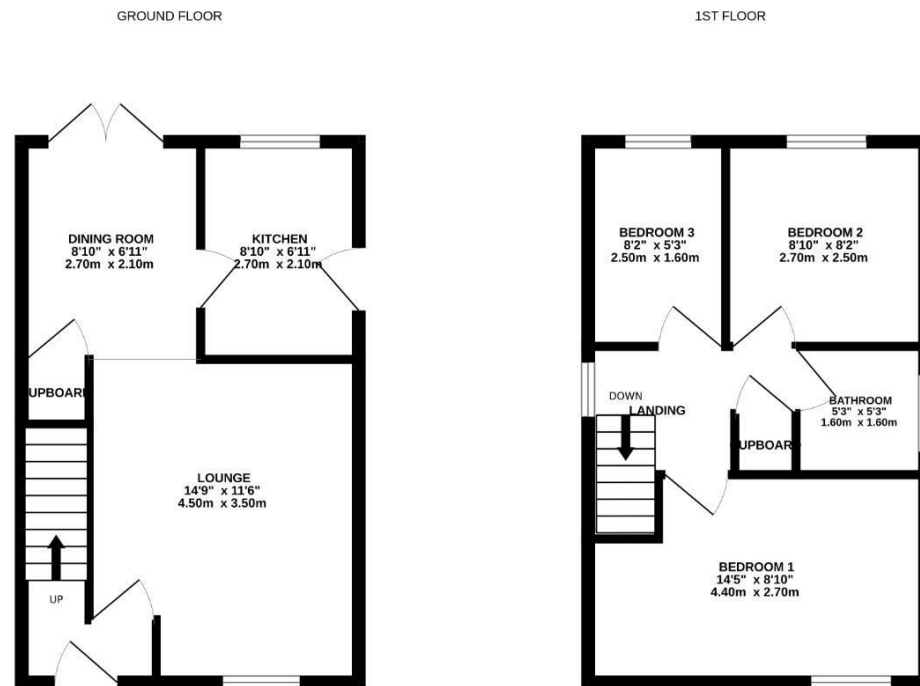 GROUND FLOOR
1ST FLOOR
DINING ROOM
8'10" x 6'11"
2.70m x 2.10m
KITCHEN
8'10" x 6'11"
2.70m x 2.10m
UPBOARD
LOUNGE
14'9" x 11'6"
4.50m x 3.50m
UP
BEDROOM 3
8'2" x 5'3"
2.50m x 1.60m
BEDROOM 2
8'10" x 8'2"
2.70m x 2.50m
DOWN
LANDING
BATHROOM
5'3" x 5'3"
1.60m x 1.60m
CUPBOARD
BEDROOM 1
14'5" x 8'10"
4.40m x 2.70m